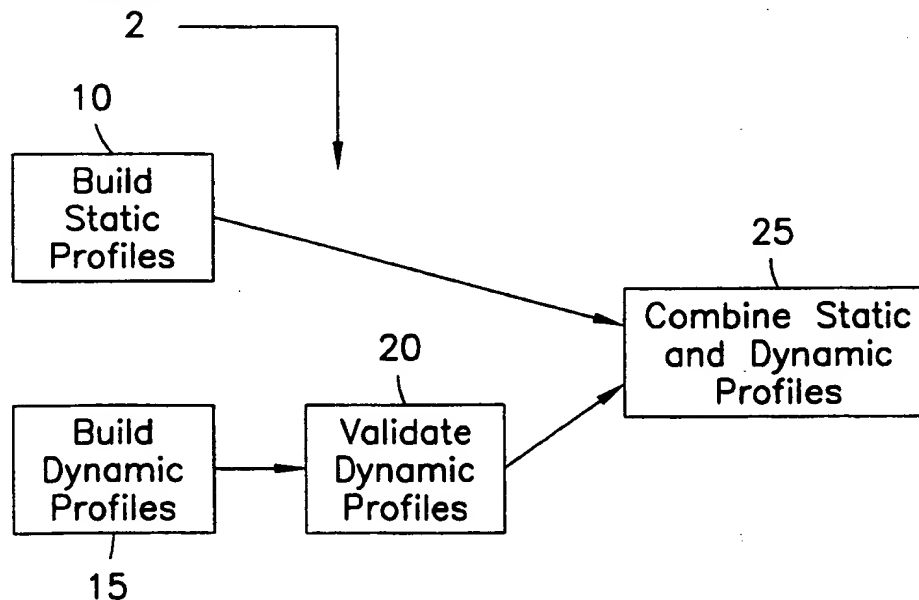 2
10
Build
Static
Profiles
25
Combine Static
and Dynamic
Profiles
20
Build
Dynamic
Profiles
Validate
Dynamic
Profiles
15